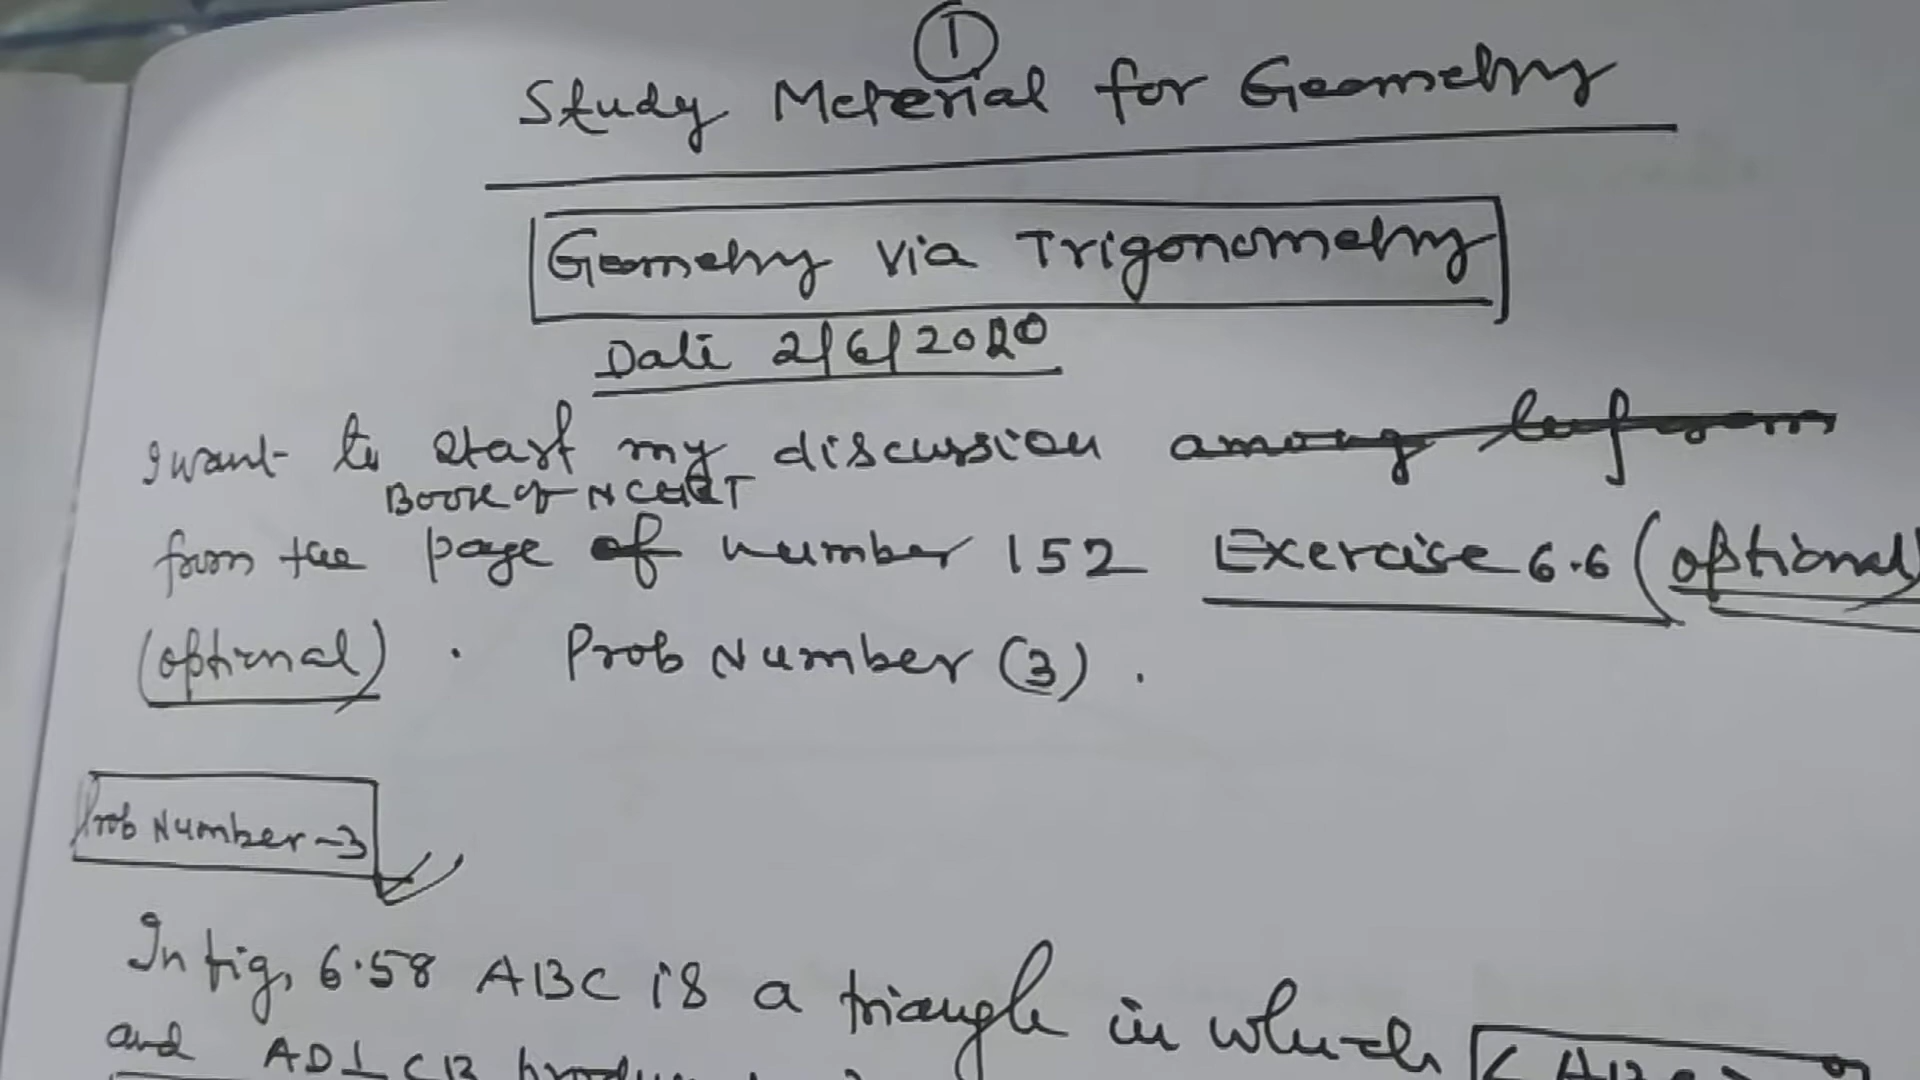 1
Study Meterial for Geometry
Geometry via Trigonometry
Date 2/6/2020
I want to start my discussion among
Book of NCERT
from the page of number 152 Exercise 6.6 (optional)
(optional) . Prob Number (3) .
Prob Number-3
In fig, 6.58 ABC is a triangle in which
and AD⊥CB